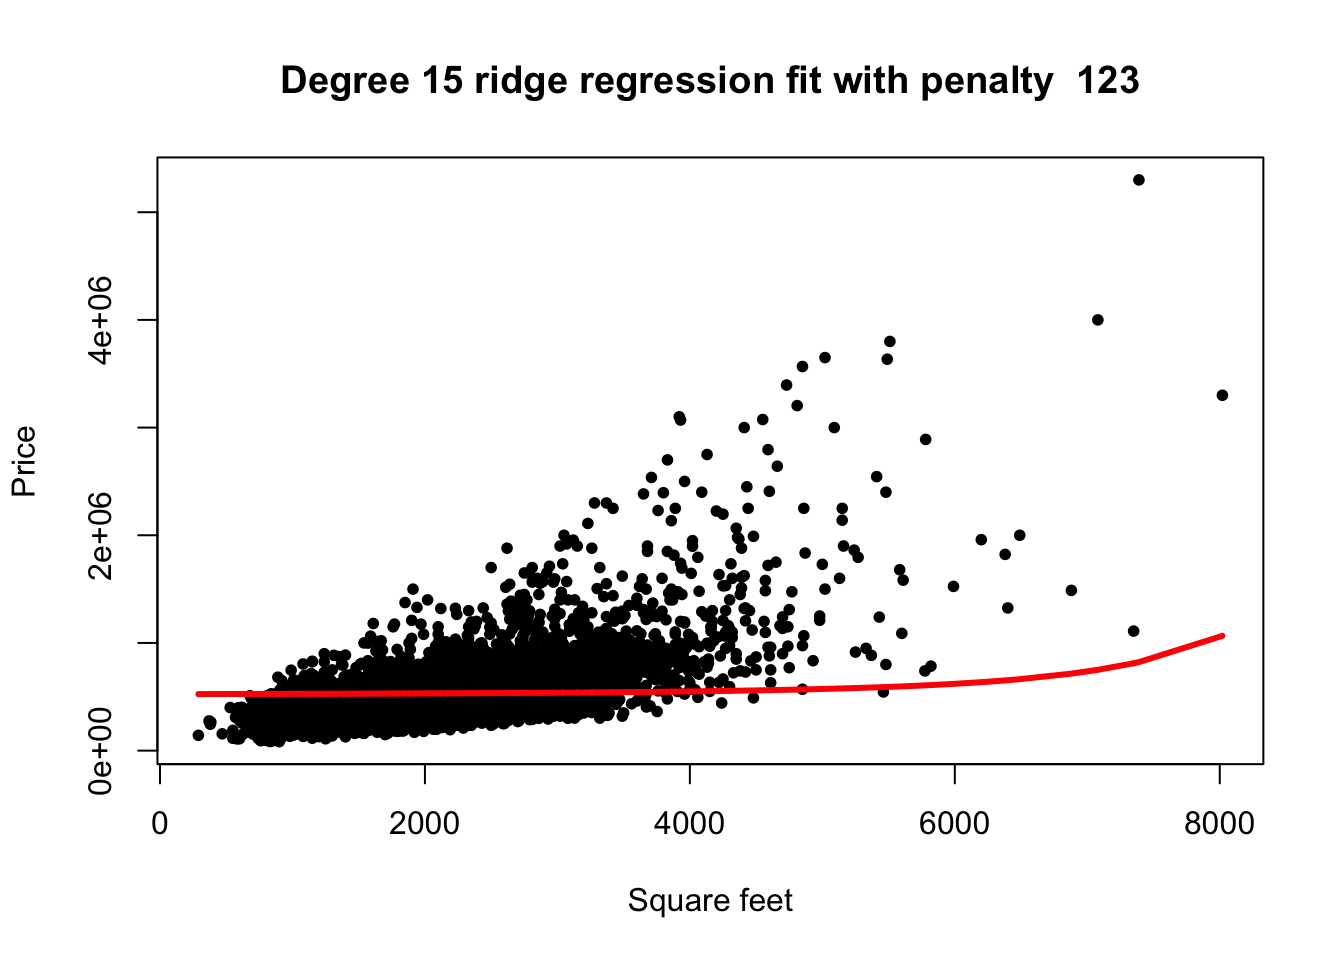 Degree 15 ridge regression fit with penalty  123
Price
4e+06
2e+06
0e+00
0
2000
4000
6000
8000
Square feet